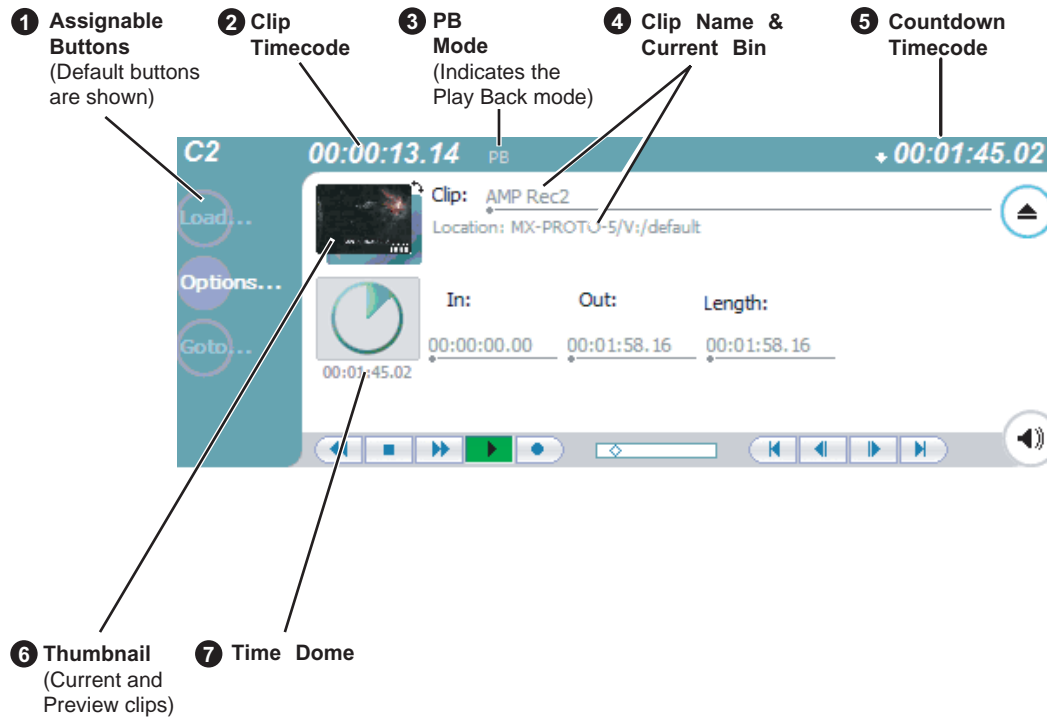 1 Assignable
Buttons
(Default buttons
are shown)
2 Clip
Timecode
3 PB
Mode
(Indicates the
Play Back mode)
4 Clip Name &
Current Bin
5 Countdown
Timecode
C2
00:00:13.14
PB
00:01:45.02
Load...
Options...
Goto...
Clip: AMP Rec2
Location: MX-PROTO-5/V:/default
In:
Out:
Length:
00:00:00.00
00:01:58.16
00:01:58.16
00:01:45.02
6 Thumbnail
(Current and
Preview clips)
7 Time Dome